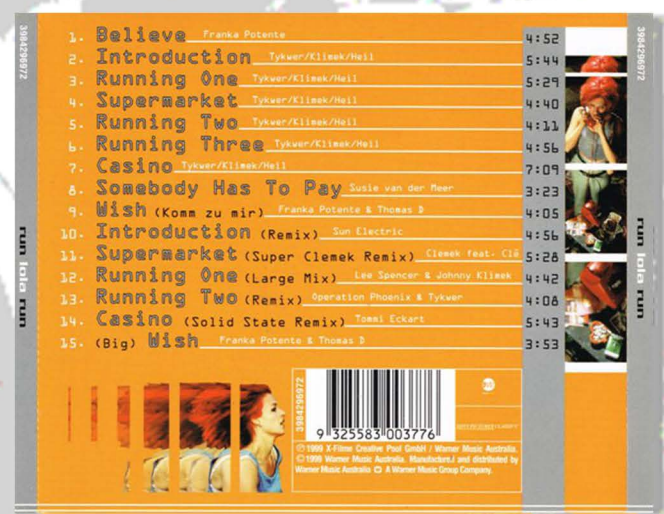 3984296972
1. Believe Franka Potente 4:52
2. Introduction Tykwer/Klimek/Heil 5:44
3. Running One Tykwer/Klimek/Heil 5:29
4. Supermarket Tykwer/Klimek/Heil 4:40
5. Running Two Tykwer/Klimek/Heil 4:11
6. Running Three Tykwer/Klimek/Heil 4:56
7. Casino Tykwer/Klimek/Heil 7:09
8. Somebody Has To Pay Susie van der Meer 3:23
9. Wish (Komm zu mir) Franka Potente & Thomas D 4:05
10. Introduction (Remix) Sun Electric 4:56
11. Supermarket (Super Clemek Remix) Clemek feat. Clä 5:28
12. Running One (Large Mix) Lee Spencer & Johnny Klimek 4:42
13. Running Two (Remix) Operation Phoenix & Tykwer 4:08
14. Casino (Solid State Remix) Tommi Eckart 5:43
15. (Big) Wish Franka Potente & Thomas D 3:53
run lola run
3984296972
run lola run
3984296972
9 325583 003776
℗ 1999 X-Filme Creative Pool GmbH / Warner Music Australia.
© 1999 Warner Music Australia. Manufactured and distributed by
Warner Music Australia A Warner Music Group Company.